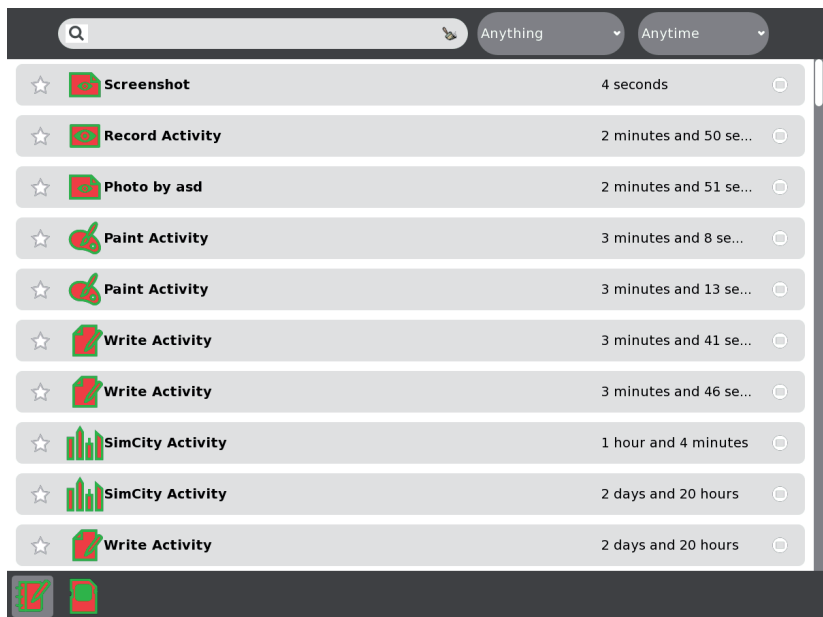 Anything Anytime
Screenshot 4 seconds
Record Activity 2 minutes and 50 se...
Photo by asd 2 minutes and 51 se...
Paint Activity 3 minutes and 8 se...
Paint Activity 3 minutes and 13 se...
Write Activity 3 minutes and 41 se...
Write Activity 3 minutes and 46 se...
SimCity Activity 1 hour and 4 minutes
SimCity Activity 2 days and 20 hours
Write Activity 2 days and 20 hours